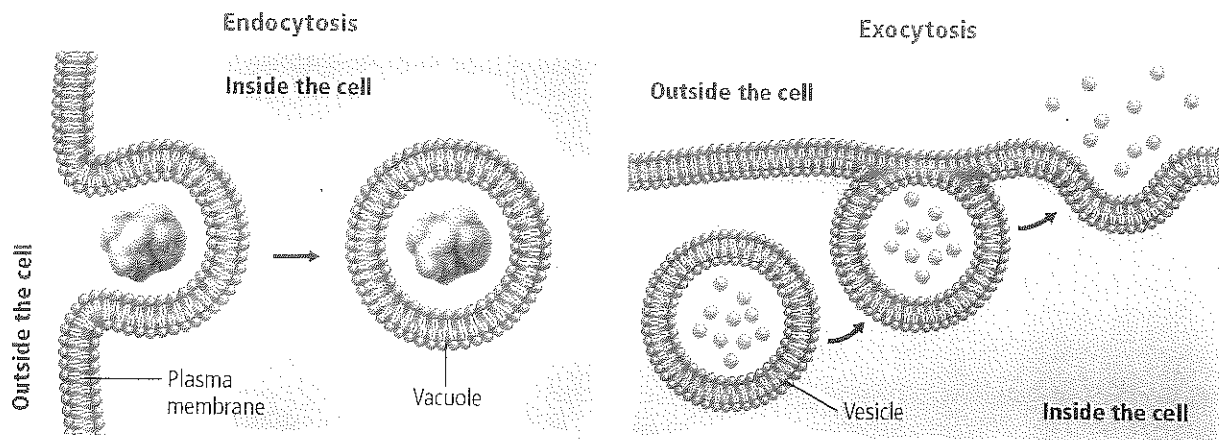 Endocytosis
Inside the cell
Outside the cell
Plasma
membrane
Vacuole
Exocytosis
Outside the cell
Vesicle
Inside the cell